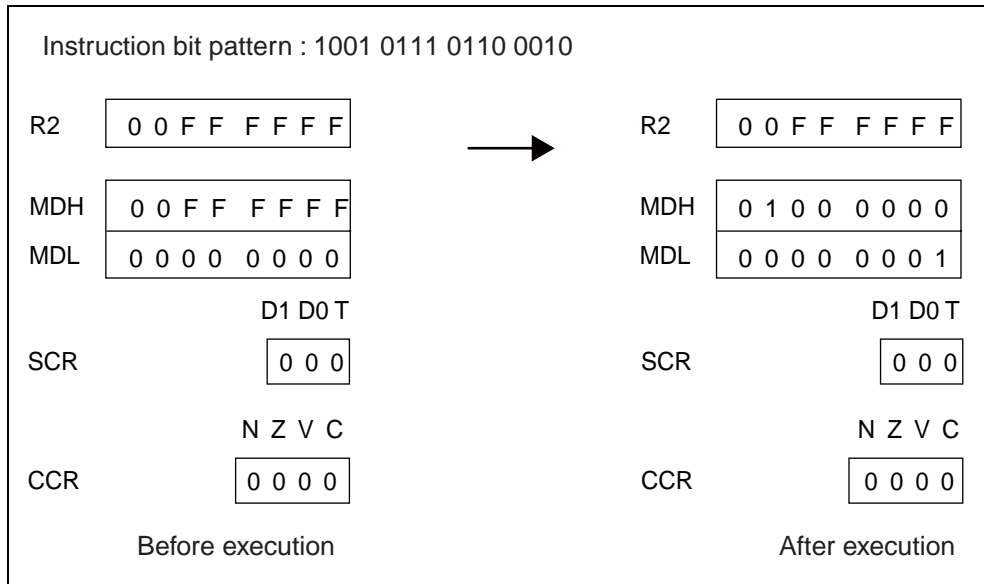 Instruction bit pattern : 1001 0111 0110 0010
R2 0 0 F F F F F F R2 0 0 F F F F F F
MDH 0 0 F F F F F F MDH 0 1 0 0 0 0 0 0
MDL 0 0 0 0 0 0 0 0 MDL 0 0 0 0 0 0 0 1
D1 D0 T D1 D0 T
SCR 0 0 0 SCR 0 0 0
N Z V C N Z V C
CCR 0 0 0 0 CCR 0 0 0 0
Before execution After execution